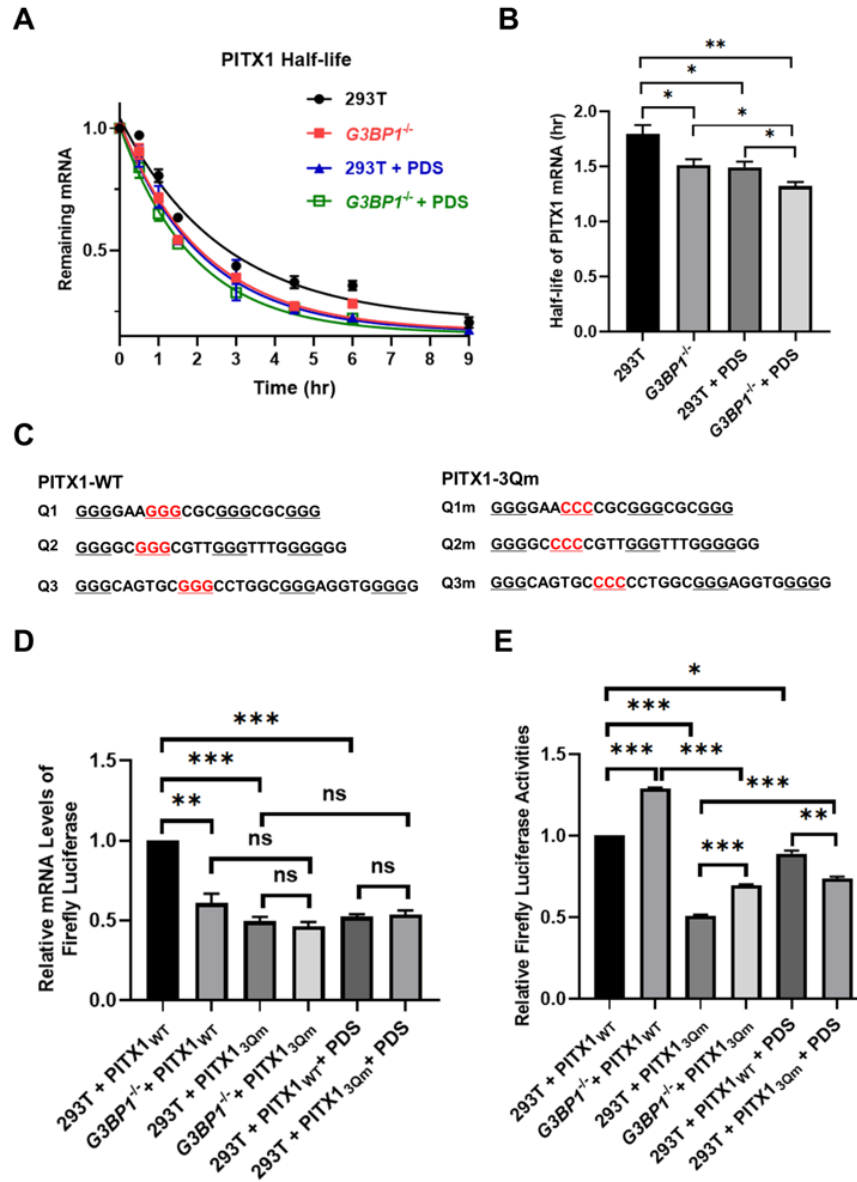 A
PITX1 Half-life
293T
G3BP1-/-
293T + PDS
G3BP1-/- + PDS
Remaining mRNA
1.0
0.5
0 1 2 3 4 5 6 7 8 9
Time (hr)
B
**
*
*
*
*
Half-life of PITX1 mRNA (hr)
2.0
1.5
1.0
0.5
0.0
293T
G3BP1-/-
293T + PDS
G3BP1-/- + PDS
C
PITX1-WT
Q1 GGGGAAGGGCGCGGGCGCGGG
Q2 GGGGCGGGCGTTGGGTTTGGGGGG
Q3 GGGCAGTGCGGGCCTGGCGGGAGGTGGGGG
PITX1-3Qm
Q1m GGGGAACCCCGCGGGCGCGGG
Q2m GGGGCCCCCGTTGGGTTTGGGGGG
Q3m GGGCAGTGCCCCCCTGGCGGGAGGTGGGGG
D
***
***
**
ns
ns
ns
ns
Relative mRNA Levels of
Firefly Luciferase
1.5
1.0
0.5
0.0
293T + PITX1WT
G3BP1-/- + PITX1WT
293T + PITX13Qm
G3BP1-/- + PITX13Qm
293T + PITX1WT + PDS
293T + PITX13Qm + PDS
E
*
***
*** ***
***
***
**
Relative Firefly Luciferase Activities
1.5
1.0
0.5
0.0
293T + PITX1WT
G3BP1-/- + PITX1WT
293T + PITX13Qm
G3BP1-/- + PITX13Qm
293T + PITX1WT + PDS
293T + PITX13Qm + PDS